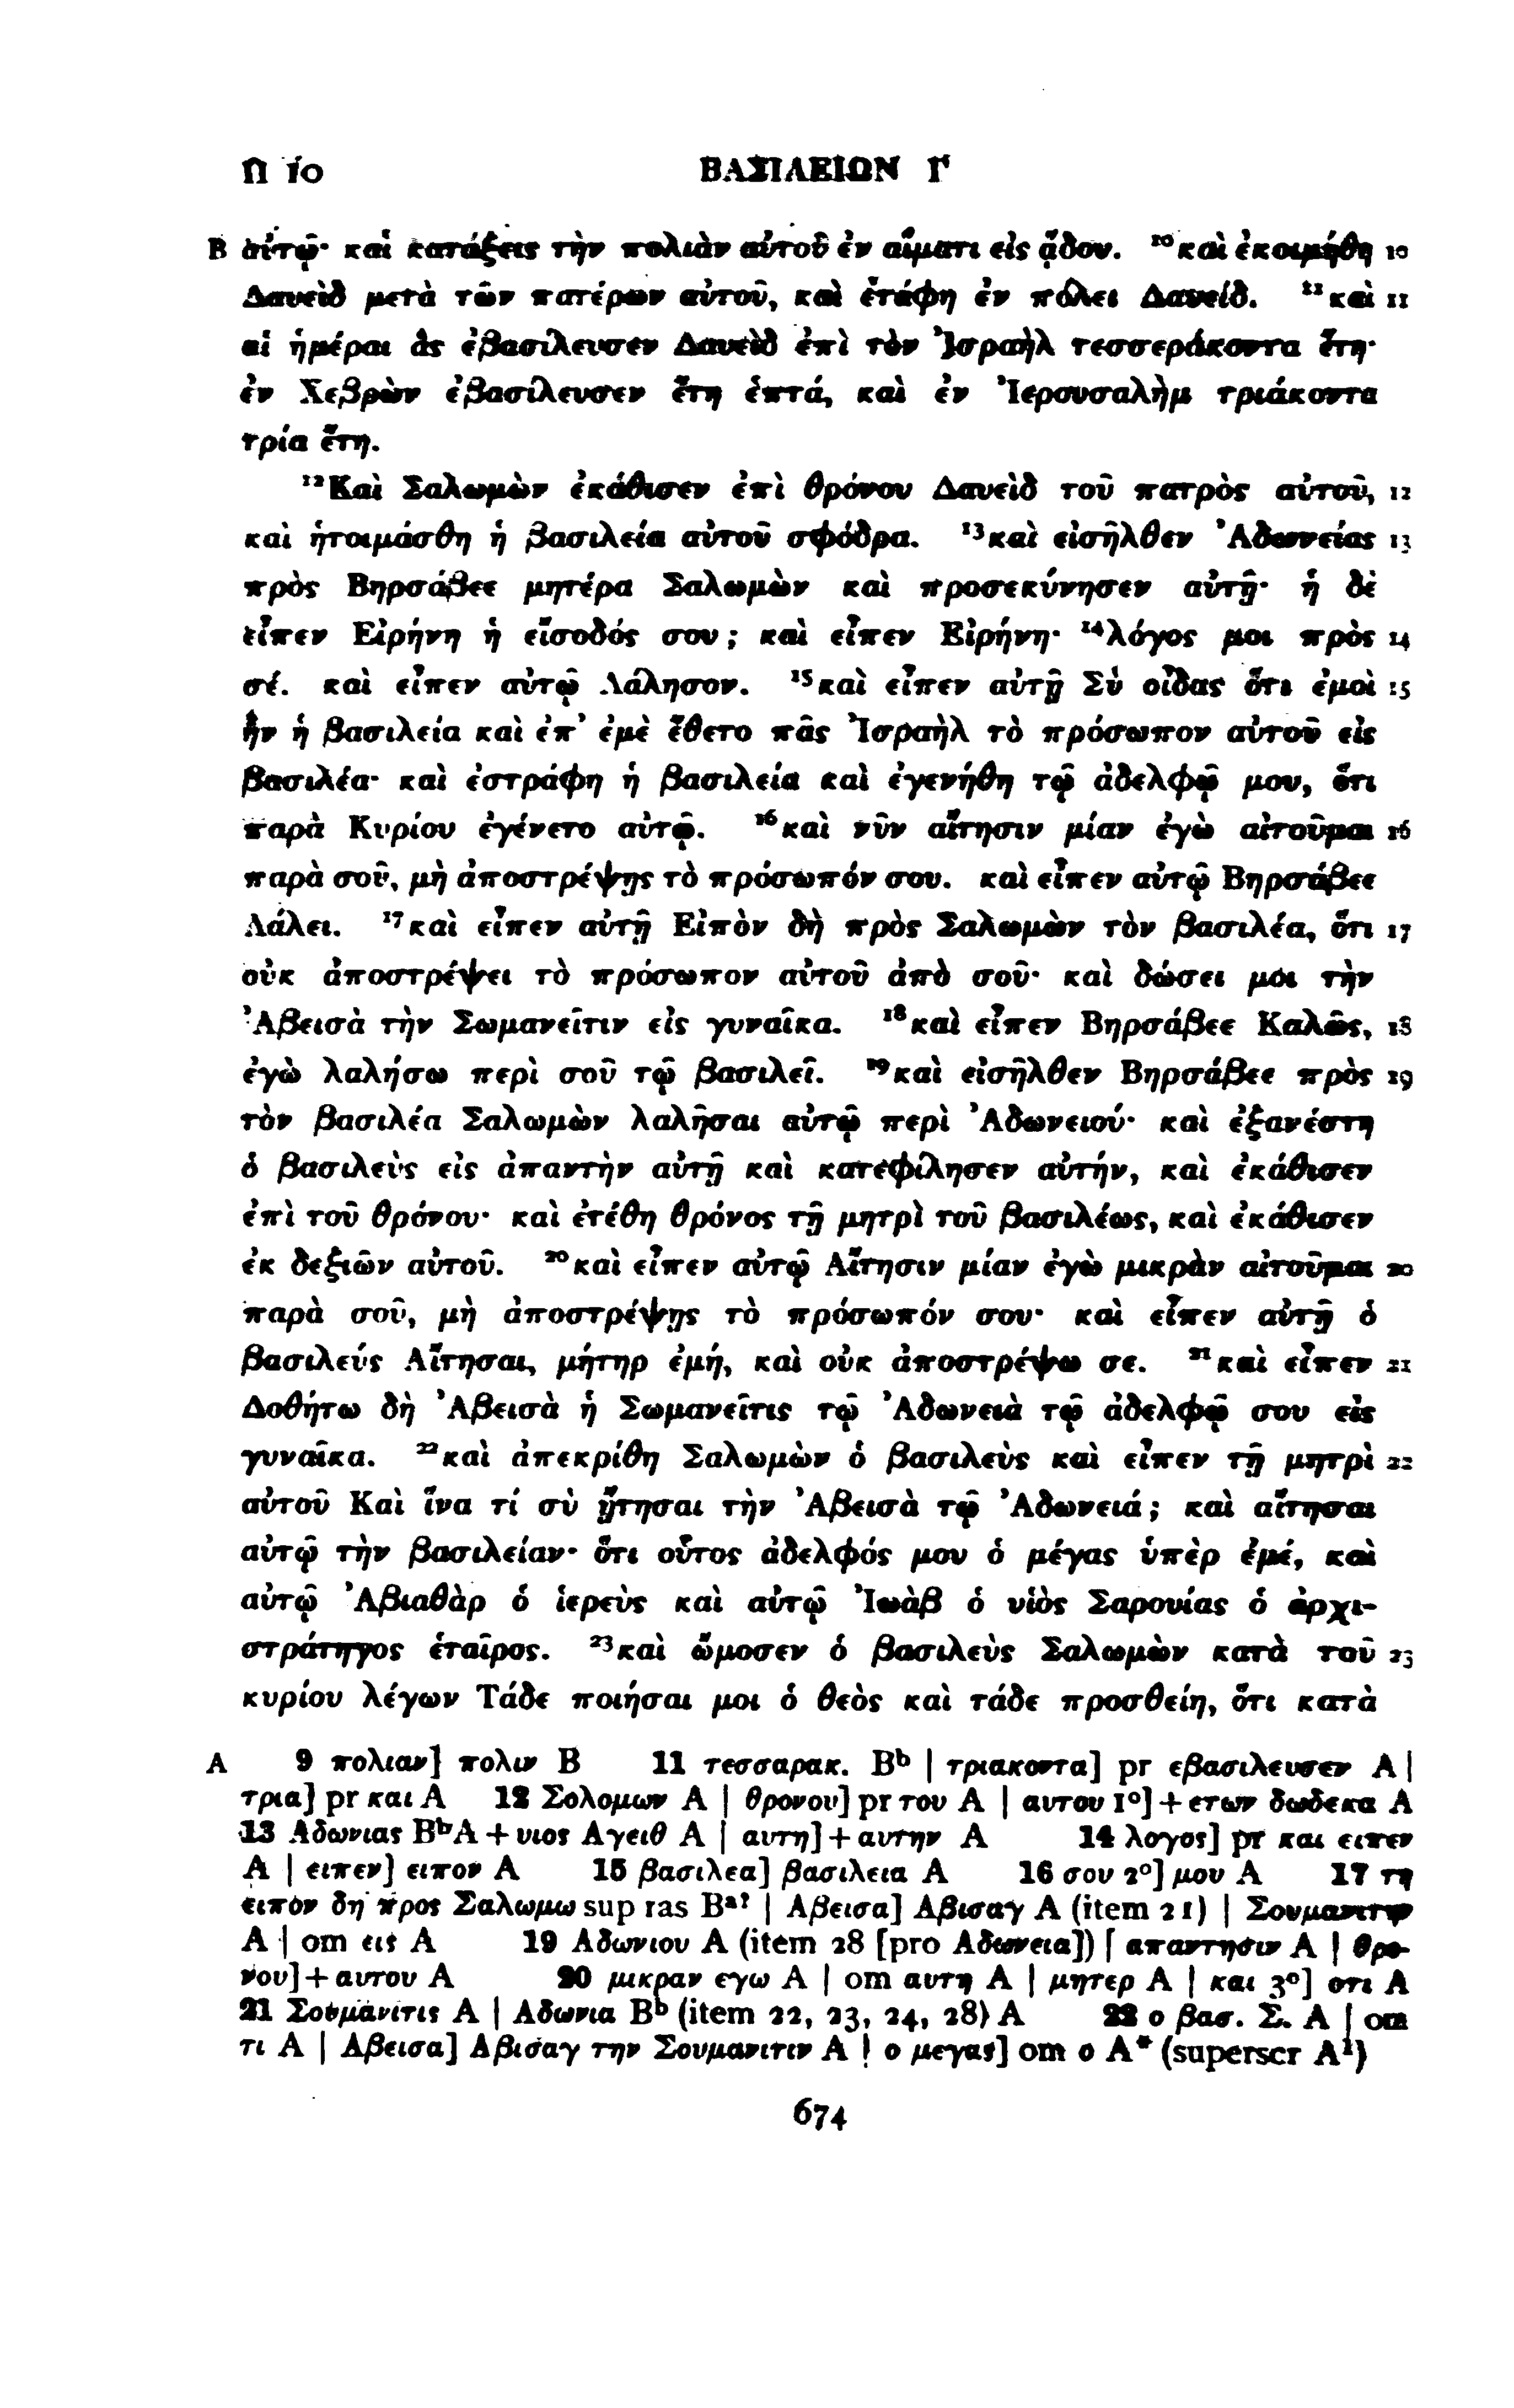 II 10 ΒΑΣΙΛΕΙΩΝ Γ
B αὐτῷ· καὶ κατάξεις τὴν πολιὰν αὐτοῦ ἐν αἵματι εἰς ᾅδου. ¹⁰καὶ ἐκοιμήθη 10
Δαυεὶδ μετὰ τῶν πατέρων αὐτοῦ, καὶ ἐτάφη ἐν πόλει Δαυείδ. ¹¹καὶ 11
αἱ ἡμέραι ἃς ἐβασίλευσεν Δαυεὶδ ἐπὶ τὸν Ἰσραὴλ τεσσεράκοντα ἔτη·
ἐν Χεβρὼν ἐβασίλευσεν ἔτη ἑπτά, καὶ ἐν Ἰερουσαλὴμ τριάκοντα
τρία ἔτη.
¹²Καὶ Σαλωμὼν ἐκάθισεν ἐπὶ θρόνου Δαυεὶδ τοῦ πατρὸς αὐτοῦ, 12
καὶ ἡτοιμάσθη ἡ βασιλεία αὐτοῦ σφόδρα. ¹³καὶ εἰσῆλθεν Ἀδωνείας 13
πρὸς Βηρσάβεε μητέρα Σαλωμὼν καὶ προσεκύνησεν αὐτῇ· ἡ δὲ
εἶπεν Εἰρήνη ἡ εἴσοδός σου; καὶ εἶπεν Εἰρήνη· ¹⁴λόγος μοι πρὸς 14
σέ. καὶ εἶπεν αὐτῷ Λάλησον. ¹⁵καὶ εἶπεν αὐτῇ Σὺ οἶδας ὅτι ἐμοὶ 15
ἦν ἡ βασιλεία καὶ ἐπ’ ἐμὲ ἔθετο πᾶς Ἰσραὴλ τὸ πρόσωπον αὐτοῦ εἰς
βασιλέα· καὶ ἐστράφη ἡ βασιλεία καὶ ἐγενήθη τῷ ἀδελφῷ μου, ὅτι
παρὰ Κυρίου ἐγένετο αὐτῷ. ¹⁶καὶ νῦν αἴτησιν μίαν ἐγὼ αἰτοῦμαι 16
παρὰ σοῦ, μὴ ἀποστρέψῃς τὸ πρόσωπόν σου. καὶ εἶπεν αὐτῷ Βηρσάβεε
Λάλει. ¹⁷καὶ εἶπεν αὐτῇ Εἰπὸν δὴ πρὸς Σαλωμὼν τὸν βασιλέα, ὅτι 17
οὐκ ἀποστρέψει τὸ πρόσωπον αὐτοῦ ἀπὸ σοῦ· καὶ δώσει μοι τὴν
Ἀβεισὰ τὴν Σωμανεῖτιν εἰς γυναῖκα. ¹⁸καὶ εἶπεν Βηρσάβεε Καλῶς, 18
ἐγὼ λαλήσω περὶ σοῦ τῷ βασιλεῖ. ¹⁹καὶ εἰσῆλθεν Βηρσάβεε πρὸς 19
τὸν βασιλέα Σαλωμὼν λαλῆσαι αὐτῷ περὶ Ἀδωνειού· καὶ ἐξανέστη
ὁ βασιλεὺς εἰς ἀπαντὴν αὐτῇ καὶ κατεφίλησεν αὐτήν, καὶ ἐκάθισεν
ἐπὶ τοῦ θρόνου· καὶ ἐτέθη θρόνος τῇ μητρὶ τοῦ βασιλέως, καὶ ἐκάθισεν
ἐκ δεξιῶν αὐτοῦ. ²⁰καὶ εἶπεν αὐτῷ Αἴτησιν μίαν ἐγὼ μικρὰν αἰτοῦμαι 20
παρὰ σοῦ, μὴ ἀποστρέψῃς τὸ πρόσωπόν σου· καὶ εἶπεν αὐτῇ ὁ
βασιλεύς Αἴτησαι, μήτηρ ἐμή, καὶ οὐκ ἀποστρέψω σε. ²¹καὶ εἶπεν 21
Δοθήτω δὴ Ἀβεισὰ ἡ Σωμανεῖτις τῷ Ἀδωνειὰ τῷ ἀδελφῷ σου εἰς
γυναῖκα. ²²καὶ ἀπεκρίθη Σαλωμὼν ὁ βασιλεὺς καὶ εἶπεν τῇ μητρὶ 22
αὐτοῦ Καὶ ἵνα τί σὺ ᾔτησαι τὴν Ἀβεισὰ τῷ Ἀδωνειά; καὶ αἴτησαι
αὐτῷ τὴν βασιλείαν· ὅτι οὗτος ἀδελφός μου ὁ μέγας ὑπὲρ ἐμέ, καὶ
αὐτῷ Ἀβιαθὰρ ὁ ἱερεὺς καὶ αὐτῷ Ἰωὰβ ὁ υἱὸς Σαρουίας ὁ ἀρχι-
στράτηγος ἑταῖρος. ²³καὶ ὤμοσεν ὁ βασιλεὺς Σαλωμὼν κατὰ τοῦ 23
κυρίου λέγων Τάδε ποιήσαι μοι ὁ θεὸς καὶ τάδε προσθείη, ὅτι κατὰ
A 9 πολιαν] πολιν B 11 τεσσαρακ. Bᵇ | τριακοντα] pr εβασιλευσεν A |
τρια] pr και A 12 Σολομων A | θρονου] pr του A | αυτου 1°] + ετων δωδεκα A
13 Αδωνιας BᵇA + υιος Αγειθ A | αυτη] + αυτην A 14 λογος] pr και ειπεν
A | ειπεν] ειπον A 15 βασιλεα] βασιλεια A 16 σου 2°] μου A 17 τη
ειπον δη προς Σαλωμω sup ras Bᵃ? | Αβεισα] Αβισαγ A (item 21) | Σουμανιτην
A | om εις A 19 Αδωνιου A (item 28 [pro Αδωνεια]) | απαντησιν A | θρο-
νου] + αυτου A 20 μικραν εγω A | om αυτη A | μητερ A | και 3°] οτι A
21 Σουμανιτις A | Αδωνια Bᵇ (item 22, 23, 24, 28) A 22 ο βασ. Σ. A | om
τι A | Αβεισα] Αβισαγ την Σουμανιτιν A | ο μεγας] om ο A* (superscr A¹)
674